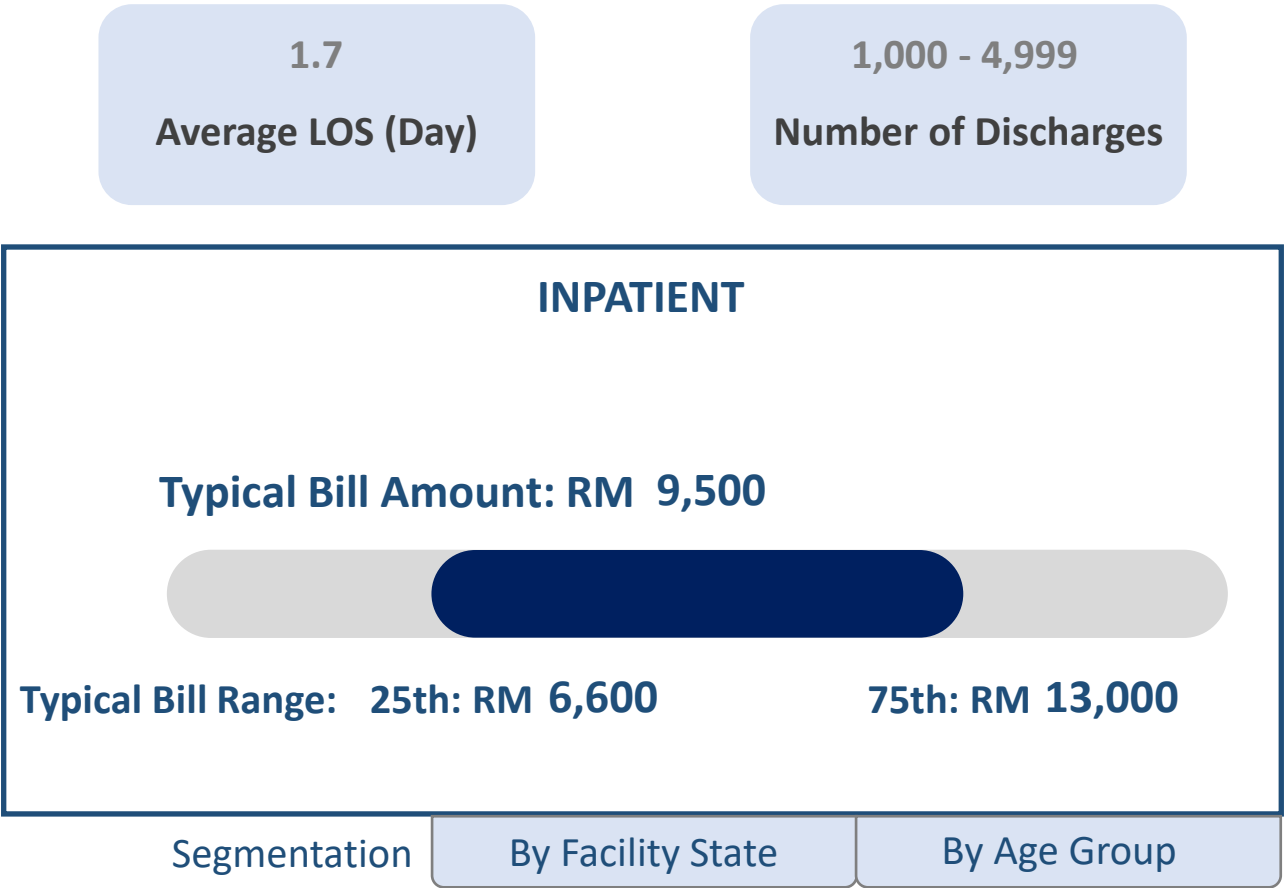 1.7
Average LOS (Day)
1,000 - 4,999
Number of Discharges
INPATIENT
Typical Bill Amount: RM 9,500
Typical Bill Range: 25th: RM 6,600 75th: RM 13,000
Segmentation By Facility State By Age Group